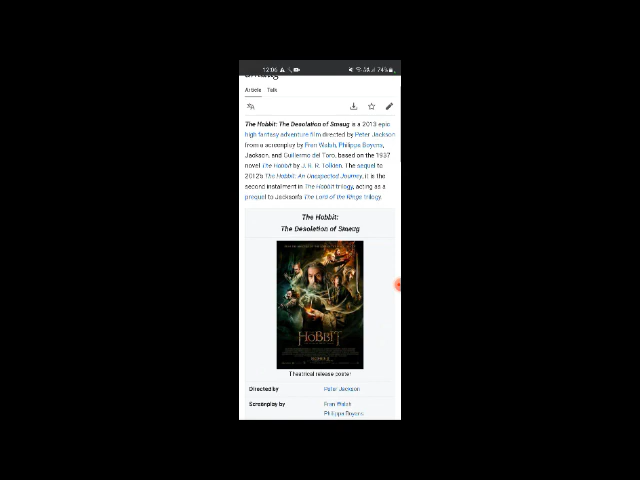 12:06
74%
Article Talk
The Hobbit: The Desolation of Smaug is a 2013 epic
high fantasy adventure film directed by Peter Jackson
from a screenplay by Fran Walsh, Philippa Boyens,
Jackson, and Guillermo del Toro, based on the 1937
novel The Hobbit by J. R. R. Tolkien. The sequel to
2012's The Hobbit: An Unexpected Journey, it is the
second instalment in The Hobbit trilogy, acting as a
prequel to Jackson's The Lord of the Rings trilogy.
The Hobbit:
The Desolation of Smaug
THE HOBBIT
Theatrical release poster
Directed by Peter Jackson
Screenplay by Fran Walsh
Philippa Boyens